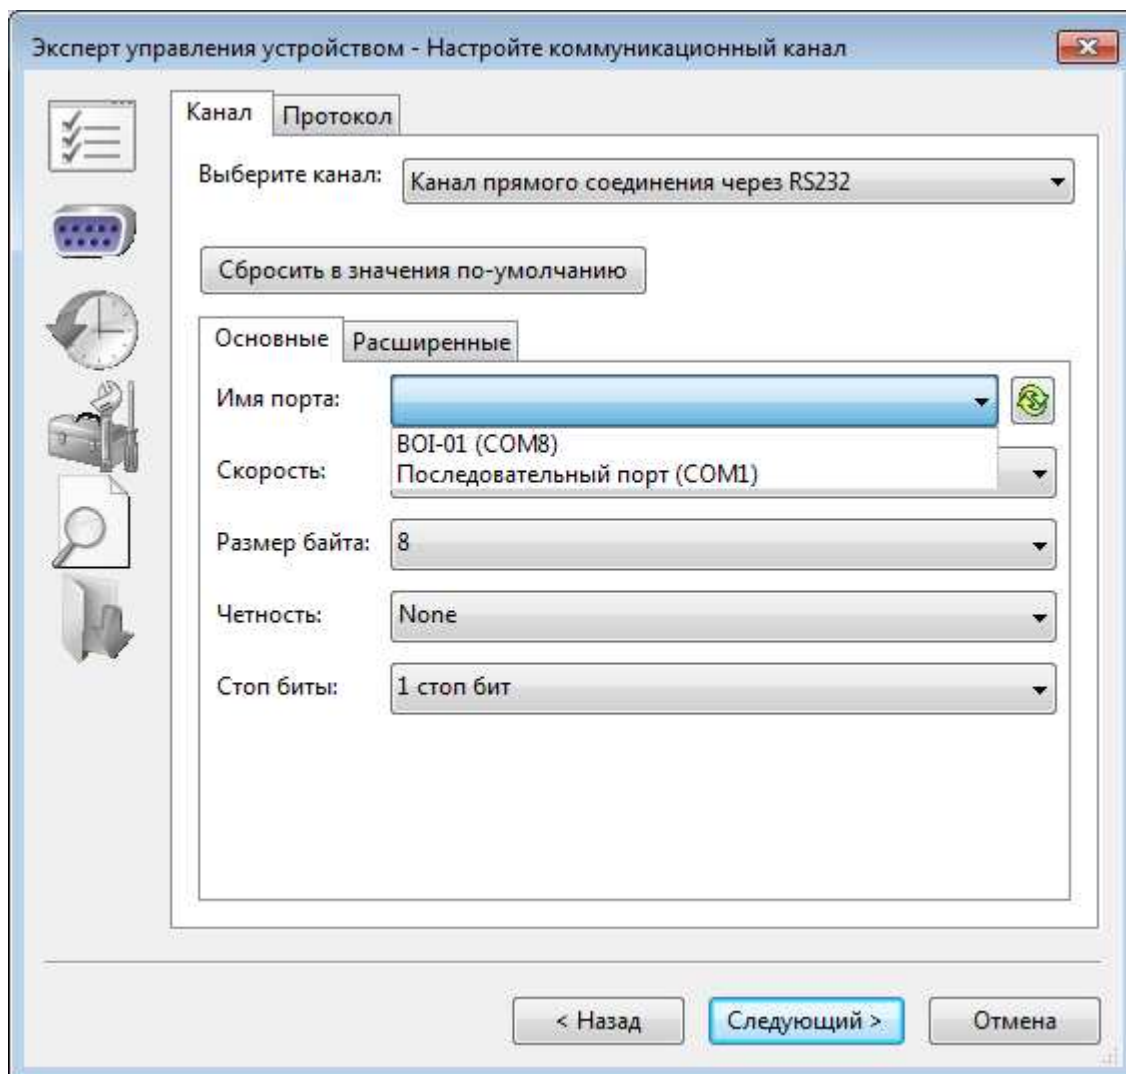 Эксперт управления устройством - Настройте коммуникационный канал
Канал Протокол
Выберите канал: Канал прямого соединения через RS232
Сбросить в значения по-умолчанию
Основные Расширенные
Имя порта:
BOI-01 (COM8)
Последовательный порт (COM1)
Скорость:
Размер байта: 8
Четность: None
Стоп биты: 1 стоп бит
< Назад Следующий > Отмена